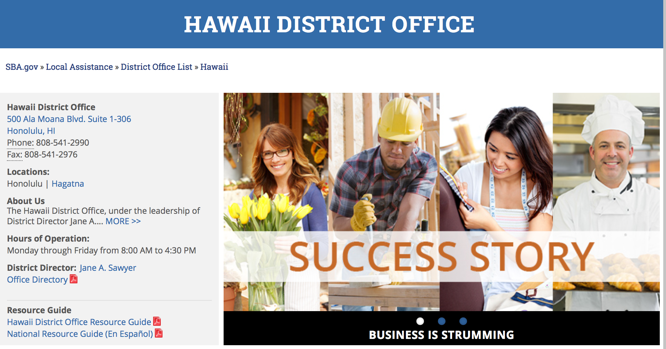 HAWAII DISTRICT OFFICE
SBA.gov » Local Assistance » District Office List » Hawaii
Hawaii District Office
500 Ala Moana Blvd. Suite 1-306
Honolulu, HI
Phone: 808-541-2990
Fax: 808-541-2976
Locations:
Honolulu | Hagatna
About Us
The Hawaii District Office, under the leadership of
District Director Jane A.... MORE >>
Hours of Operation:
Monday through Friday from 8:00 AM to 4:30 PM
District Director: Jane A. Sawyer
Office Directory
Resource Guide
Hawaii District Office Resource Guide
National Resource Guide (En Español)
SUCCESS STORY
BUSINESS IS STRUMMING